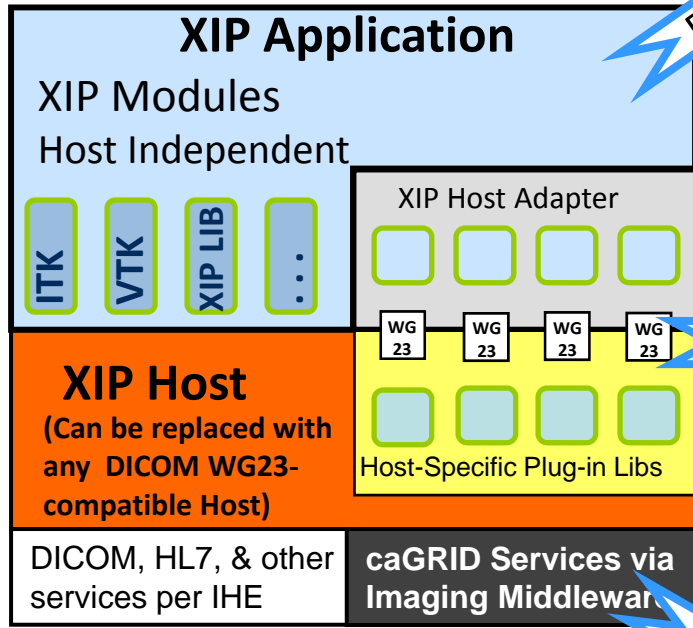 XIP Application
XIP Modules
Host Independent
ITK
VTK
XIP LIB
. . .
XIP Host Adapter
WG
23
WG
23
WG
23
WG
23
XIP Host
(Can be replaced with
any DICOM WG23-
compatible Host)
Host-Specific Plug-in Libs
DICOM, HL7, & other
services per IHE
caGRID Services via
Imaging Middleware